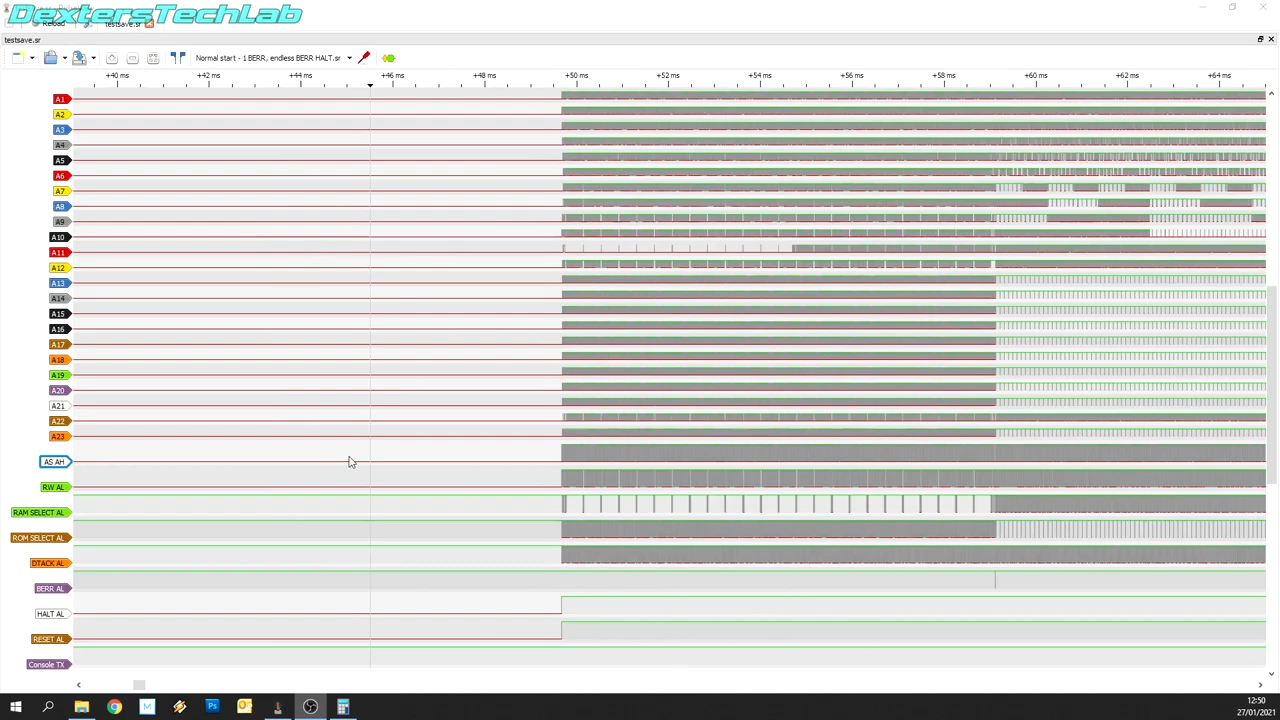 DextersTechLab
Reload
testsave.sr
testsave.sr
Normal start - 1 BERR, endless BERR HALT.sr
+40 ms
+42 ms
+44 ms
+46 ms
+48 ms
+50 ms
+52 ms
+54 ms
+56 ms
+58 ms
+60 ms
+62 ms
+64 ms
A1
A2
A3
A4
A5
A6
A7
A8
A9
A10
A11
A12
A13
A14
A15
A16
A17
A18
A19
A20
A21
A22
A23
AS AH
RW AL
RAM SELECT AL
ROM SELECT AL
DTACK AL
BERR AL
HALT AL
RESET AL
Console TX
M
Ps
12:50
27/01/2021